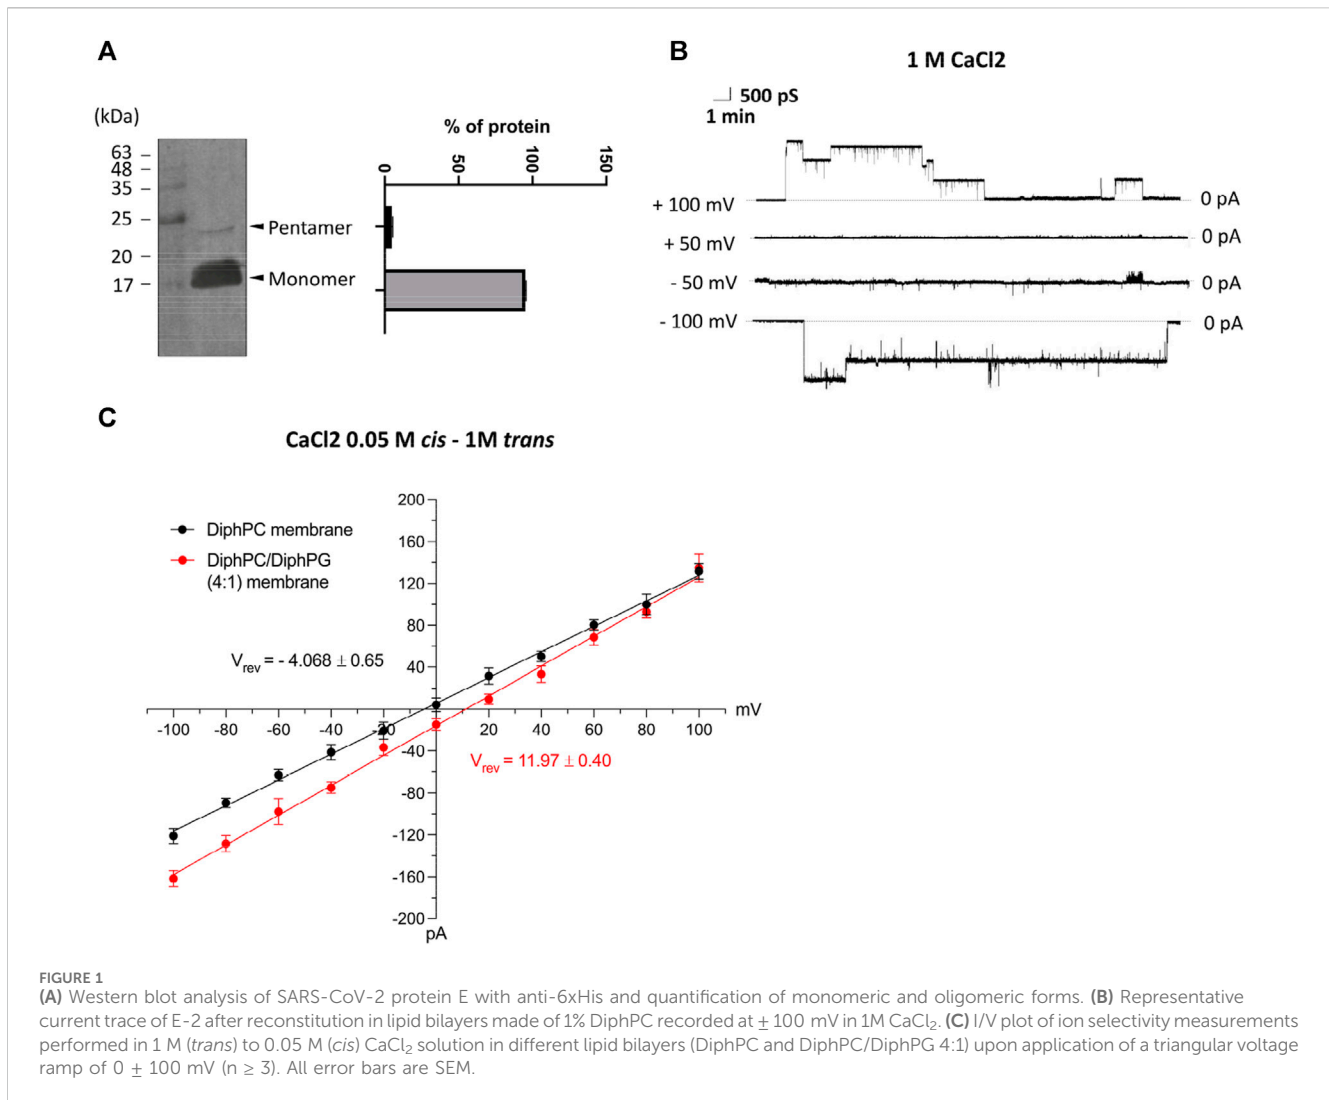 A
(kDa)
63
48
35
25
20
17
Pentamer
Monomer
% of protein
0
50
100
150
B
1 M CaCl2
500 pS
1 min
+ 100 mV
0 pA
+ 50 mV
0 pA
- 50 mV
0 pA
- 100 mV
0 pA
C
CaCl2 0.05 M cis - 1M trans
DiphPC membrane
DiphPC/DiphPG
(4:1) membrane
Vrev = - 4.068 ± 0.65
Vrev = 11.97 ± 0.40
200
160
120
80
40
-40
-80
-120
-160
-200
pA
-100 -80 -60 -40 -20 20 40 60 80 100
mV
FIGURE 1
(A) Western blot analysis of SARS-CoV-2 protein E with anti-6xHis and quantification of monomeric and oligomeric forms. (B) Representative
current trace of E-2 after reconstitution in lipid bilayers made of 1% DiphPC recorded at ± 100 mV in 1M CaCl₂. (C) I/V plot of ion selectivity measurements
performed in 1 M (trans) to 0.05 M (cis) CaCl₂ solution in different lipid bilayers (DiphPC and DiphPC/DiphPG 4:1) upon application of a triangular voltage
ramp of 0 ± 100 mV (n ≥ 3). All error bars are SEM.